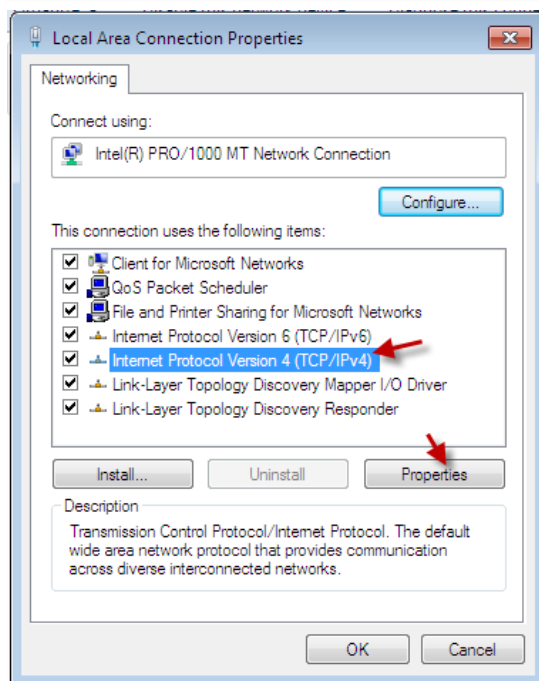 Local Area Connection Properties
Networking
Connect using:
Intel(R) PRO/1000 MT Network Connection
Configure...
This connection uses the following items:
Client for Microsoft Networks
QoS Packet Scheduler
File and Printer Sharing for Microsoft Networks
Internet Protocol Version 6 (TCP/IPv6)
Internet Protocol Version 4 (TCP/IPv4)
Link-Layer Topology Discovery Mapper I/O Driver
Link-Layer Topology Discovery Responder
Install... Uninstall Properties
Description
Transmission Control Protocol/Internet Protocol. The default
wide area network protocol that provides communication
across diverse interconnected networks.
OK Cancel